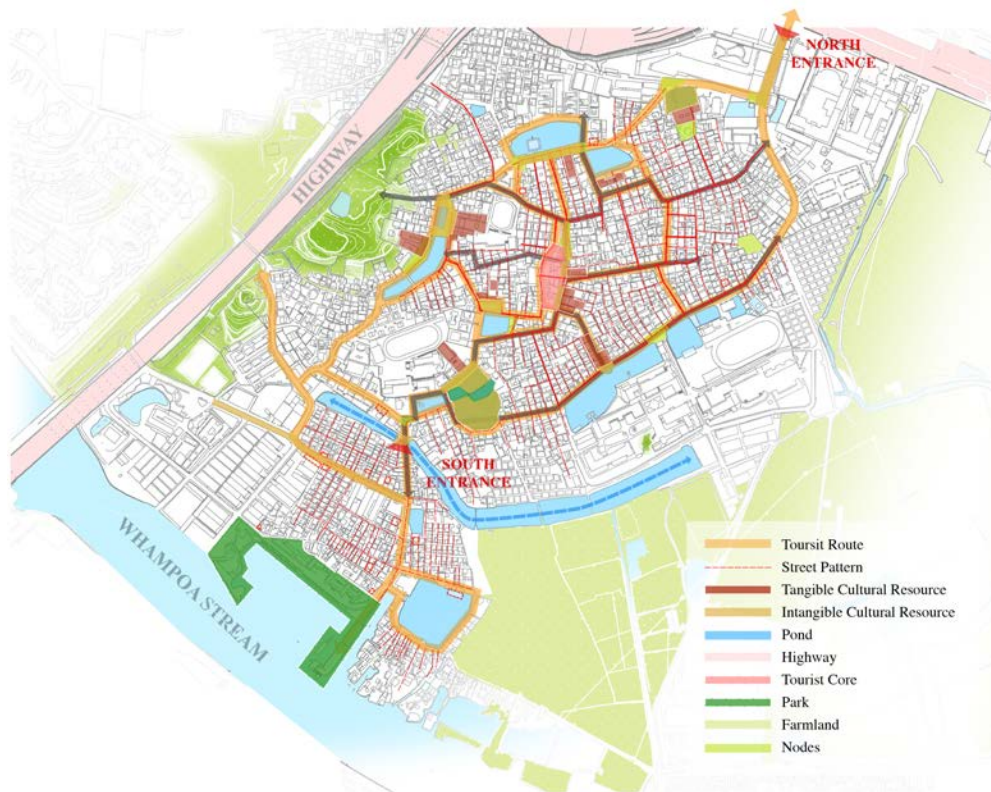 NORTH
ENTRANCE
HIGHWAY
SOUTH
ENTRANCE
WHAMPOA STREAM
Toursit Route
Street Pattern
Tangible Cultural Resource
Intangible Cultural Resource
Pond
Highway
Tourist Core
Park
Farmland
Nodes